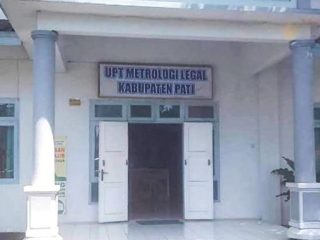 UPT METROLOGI LEGAL
KABUPATEN PATI